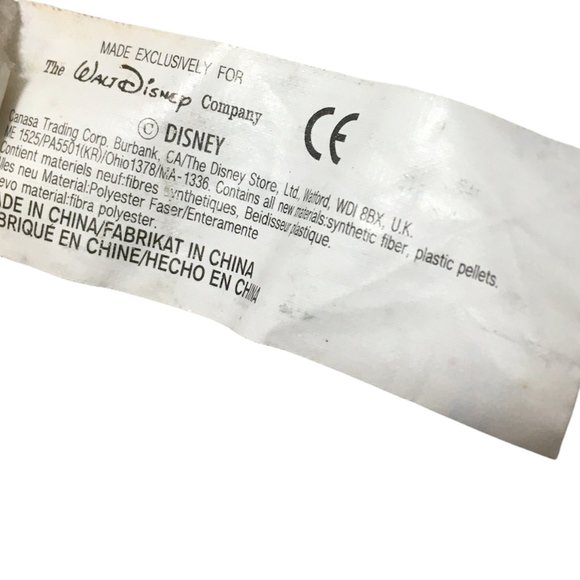 MADE EXCLUSIVELY FOR
The WALT DISNEY Company
© DISNEY CE
Canasa Trading Corp. Burbank, CA/The Disney Store, Ltd, Watford, WDI 8BX, U.K.
ME 1525/PA5501(KR)/Ohio1378/MA-1336. Contains all new materials:synthetic fiber, plastic pellets.
Contient materiels neuf:fibres synthetiques, Beidisseur plastique.
lles neu Material:Polyester Faser/Enteramente
evo material:fibra polyester.
ADE IN CHINA/FABRIKAT IN CHINA
BRIQUÉ EN CHINE/HECHO EN CHINA